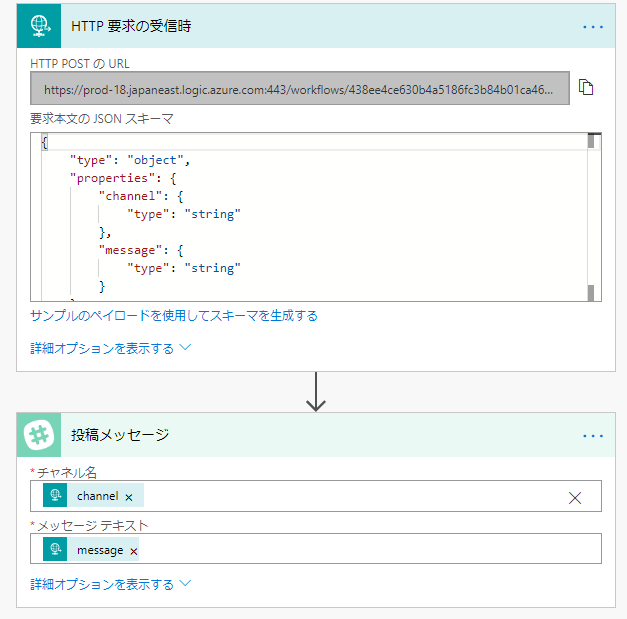 HTTP 要求の受信時
HTTP POST の URL
https://prod-18.japaneast.logic.azure.com:443/workflows/438ee4ce630b4a5186fc3b84b01ca46...
要求本文の JSON スキーマ
{
"type": "object",
"properties": {
"channel": {
"type": "string"
},
"message": {
"type": "string"
}
サンプルのペイロードを使用してスキーマを生成する
詳細オプションを表示する
投稿メッセージ
*チャネル名
channel ×
*メッセージ テキスト
message ×
詳細オプションを表示する